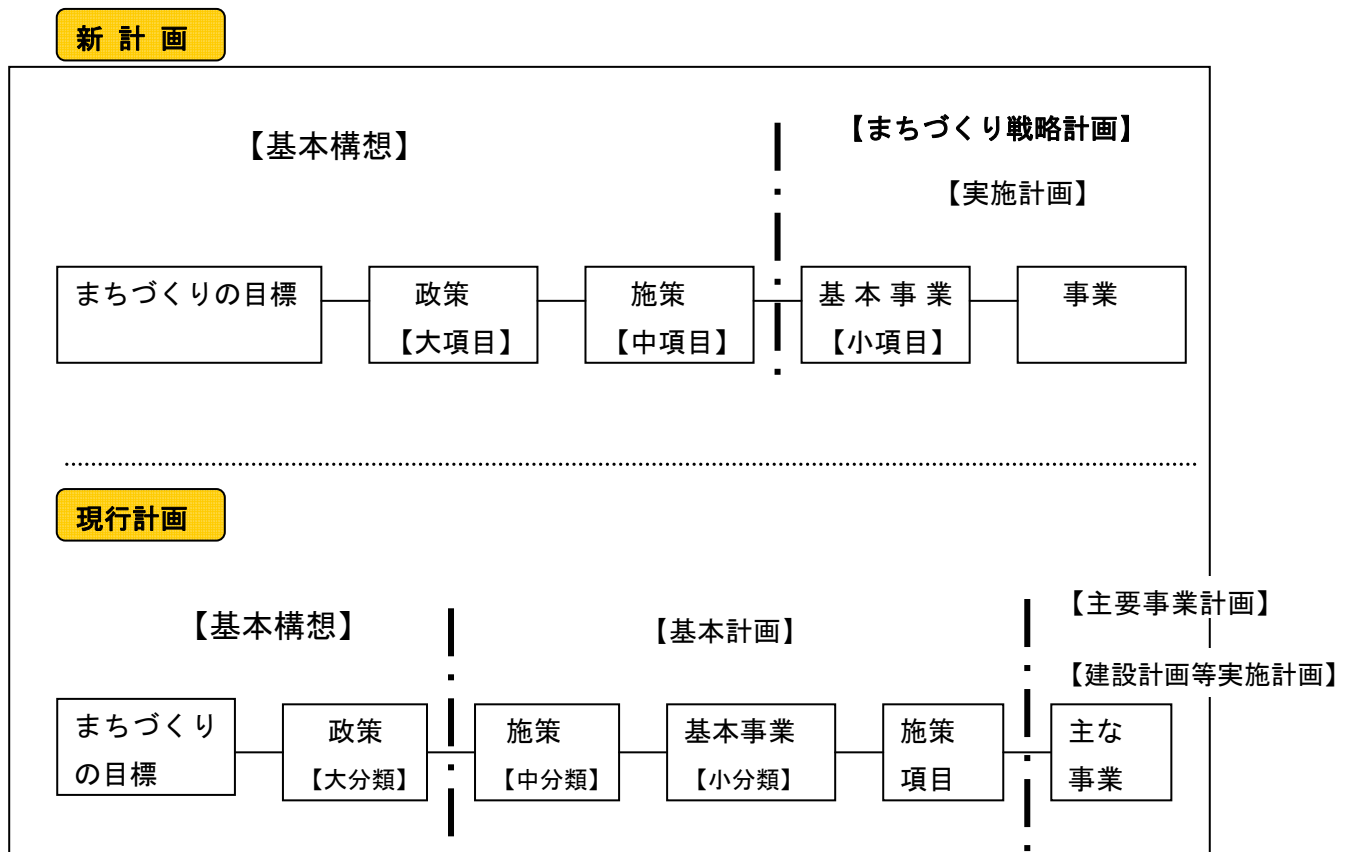 新 計 画
【基本構想】
【まちづくり戦略計画】
【実施計画】
まちづくりの目標
政策
【大項目】
施策
【中項目】
基 本 事 業
【小項目】
事業
現行計画
【基本構想】
【基本計画】
【主要事業計画】
【建設計画等実施計画】
まちづくり
の目標
政策
【大分類】
施策
【中分類】
基本事業
【小分類】
施策
項目
主な
事業